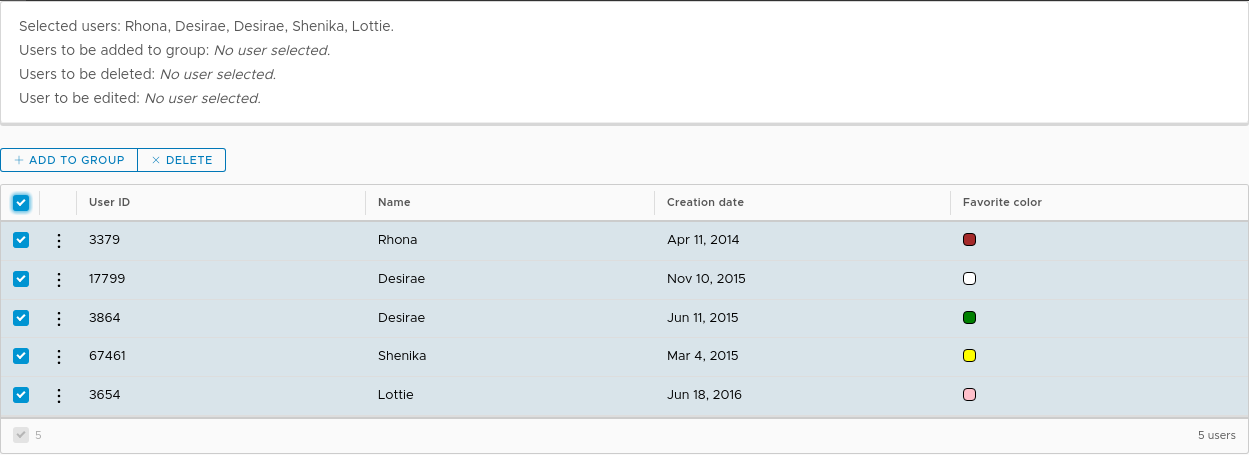 Selected users: Rhona, Desirae, Desirae, Shenika, Lottie.
Users to be added to group: No user selected.
Users to be deleted: No user selected.
User to be edited: No user selected.
ADD TO GROUP DELETE
User ID Name Creation date Favorite color
3379 Rhona Apr 11, 2014
17799 Desirae Nov 10, 2015
3864 Desirae Jun 11, 2015
67461 Shenika Mar 4, 2015
3654 Lottie Jun 18, 2016
5 5 users